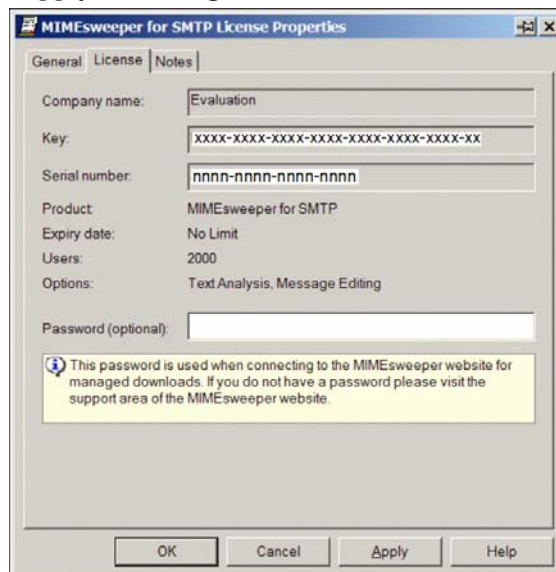 MIMEsweeper for SMTP License Properties
General License Notes
Company name: Evaluation
Key: xxxx-xxxx-xxxx-xxxx-xxxx-xxxx-xxxx-xx
Serial number: nnnn-nnnn-nnnn-nnnn
Product MIMEsweeper for SMTP
Expiry date: No Limit
Users: 2000
Options: Text Analysis, Message Editing
Password (optional):
This password is used when connecting to the MIMEsweeper website for
managed downloads. If you do not have a password please visit the
support area of the MIMEsweeper website.
OK Cancel Apply Help